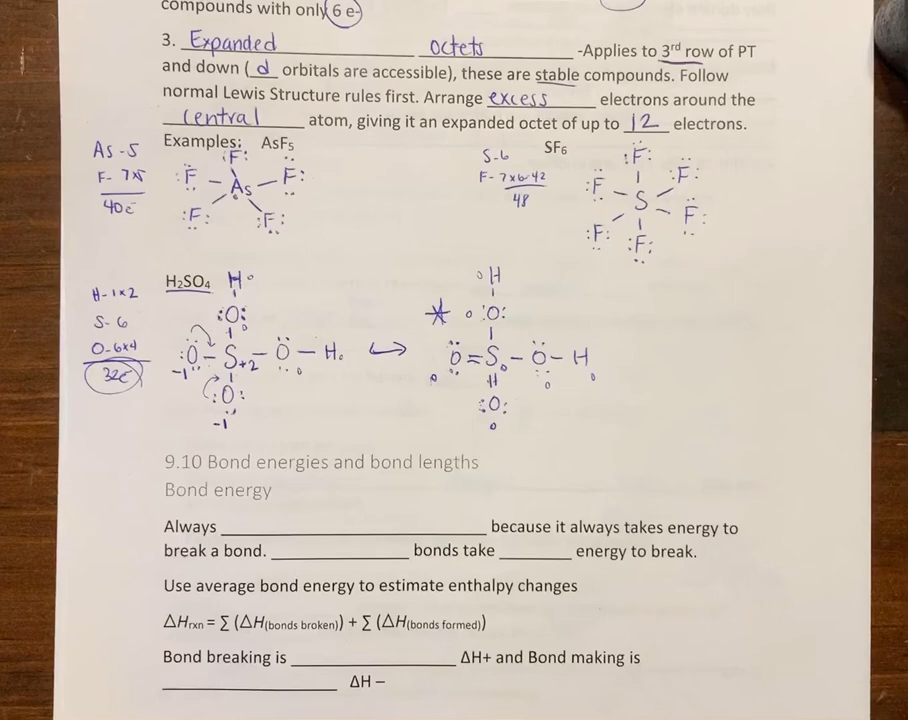 compounds with only 6 e-
3. Expanded octets -Applies to 3rd row of PT
and down ( d orbitals are accessible), these are stable compounds. Follow
normal Lewis Structure rules first. Arrange excess electrons around the
central atom, giving it an expanded octet of up to 12 electrons.
Examples: AsF5 SF6
As - 5
F - 7x5
40e-
:F:
:F - As - F:
:F: :F:
S - 6
F - 7x6 42
48
:F:
:F - S F:
F:
:F: :F:
H2SO4
H - 1x2
S - 6
O - 6x4
32e-
H o
:O:
o
:O - S +2 - O - H o
-1 o
:O:
-1
o H
* o :O:
O = S o - O - H
o o o
:O:
o
9.10 Bond energies and bond lengths
Bond energy
Always ____ because it always takes energy to
break a bond. ____ bonds take ____ energy to break.
Use average bond energy to estimate enthalpy changes
ΔHrxn = ∑ (ΔH(bonds broken)) + ∑ (ΔH(bonds formed))
Bond breaking is ____ ΔH+ and Bond making is
____ ΔH –